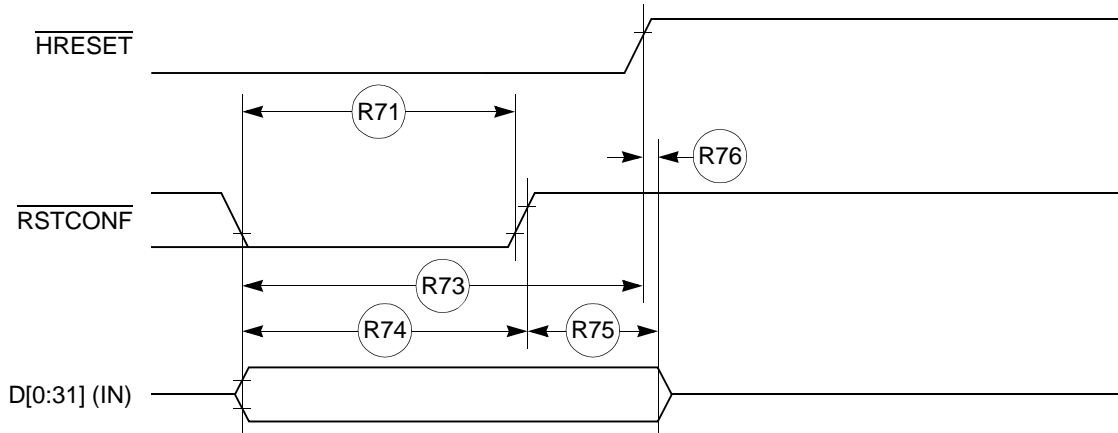 HRESET
R71
R76
RSTCONF
R73
R74
R75
D[0:31] (IN)